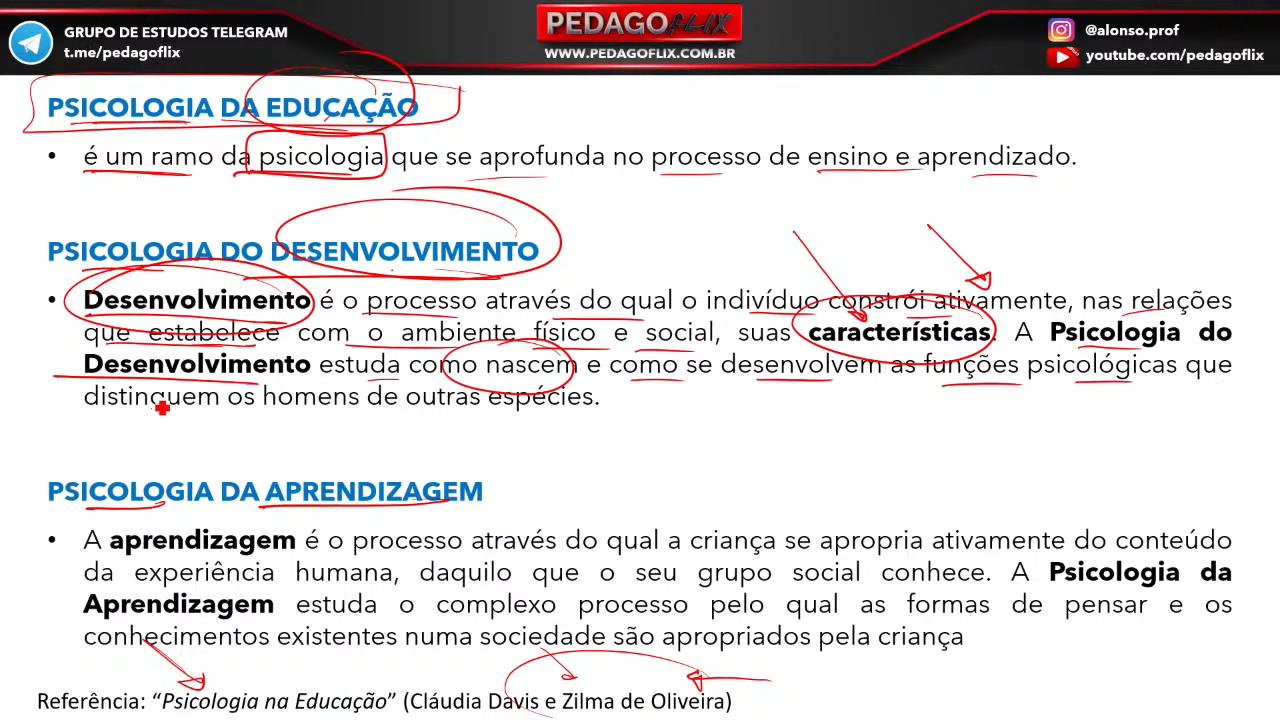 GRUPO DE ESTUDOS TELEGRAM
t.me/pedagoflix
PEDAGOFLIX
WWW.PEDAGOFLIX.COM.BR
@alonso.prof
youtube.com/pedagoflix
PSICOLOGIA DA EDUCAÇÃO
• é um ramo da psicologia que se aprofunda no processo de ensino e aprendizado.
PSICOLOGIA DO DESENVOLVIMENTO
• Desenvolvimento é o processo através do qual o indivíduo constrói ativamente, nas relações
que estabelece com o ambiente físico e social, suas características. A Psicologia do
Desenvolvimento estuda como nascem e como se desenvolvem as funções psicológicas que
distinguem os homens de outras espécies.
PSICOLOGIA DA APRENDIZAGEM
• A aprendizagem é o processo através do qual a criança se apropria ativamente do conteúdo
da experiência humana, daquilo que o seu grupo social conhece. A Psicologia da
Aprendizagem estuda o complexo processo pelo qual as formas de pensar e os
conhecimentos existentes numa sociedade são apropriados pela criança
Referência: “Psicologia na Educação” (Cláudia Davis e Zilma de Oliveira)